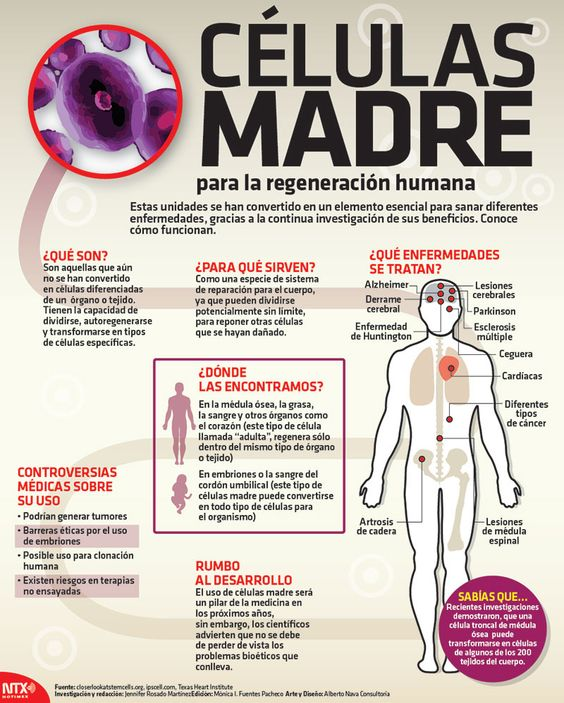 CÉLULAS
MADRE
para la regeneración humana
Estas unidades se han convertido en un elemento esencial para sanar diferentes
enfermedades, gracias a la continua investigación de sus beneficios. Conoce
cómo funcionan.
¿QUÉ SON?
Son aquellas que aún
no se han convertido
en células diferenciadas
de un órgano o tejido.
Tienen la capacidad de
dividirse, autoregenerarse
y transformarse en tipos
de células específicas.
¿PARA QUÉ SIRVEN?
Como una especie de sistema
de reparación para el cuerpo,
ya que pueden dividirse
potencialmente sin límite,
para reponer otras células
que se hayan dañado.
¿QUÉ ENFERMEDADES
SE TRATAN?
Alzheimer
Derrame
cerebral
Enfermedad
de Huntington
Lesiones
cerebrales
Parkinson
Esclerosis
múltiple
Ceguera
Cardíacas
Diferentes
tipos
de cáncer
Artrosis
de cadera
Lesiones
de médula
espinal
¿DÓNDE
LAS ENCONTRAMOS?
En la médula ósea, la grasa,
la sangre y otros órganos como
el corazón (este tipo de célula
llamada "adulta", regenera sólo
dentro del mismo tipo de órgano
o tejido)
En embriones o la sangre del
cordón umbilical (este tipo de
células madre puede convertirse
en todo tipo de células para
el organismo)
CONTROVERSIAS
MÉDICAS SOBRE
SU USO
• Podrían generar tumores
• Barreras éticas por el uso
de embriones
• Posible uso para clonación
humana
• Existen riesgos en terapias
no ensayadas
RUMBO
AL DESARROLLO
El uso de células madre será
un pilar de la medicina en
los próximos años,
sin embargo, los científicos
advierten que no se debe
de perder de vista los
problemas bioéticos que
conlleva.
SABÍAS QUE...
Recientes investigaciones
demostraron, que una
célula troncal de médula
ósea puede
transformarse en células
de algunos de los 200
tejidos del cuerpo.
NTX
NOTIMEX
Fuente: closerlookatstemcells.org, ipscell.com, Texas Heart Institute
Investigación y redacción: Jennifer Rosado Martínez Edición: Mónica I. Fuentes Pacheco Arte y Diseño: Alberto Nava Consultoría